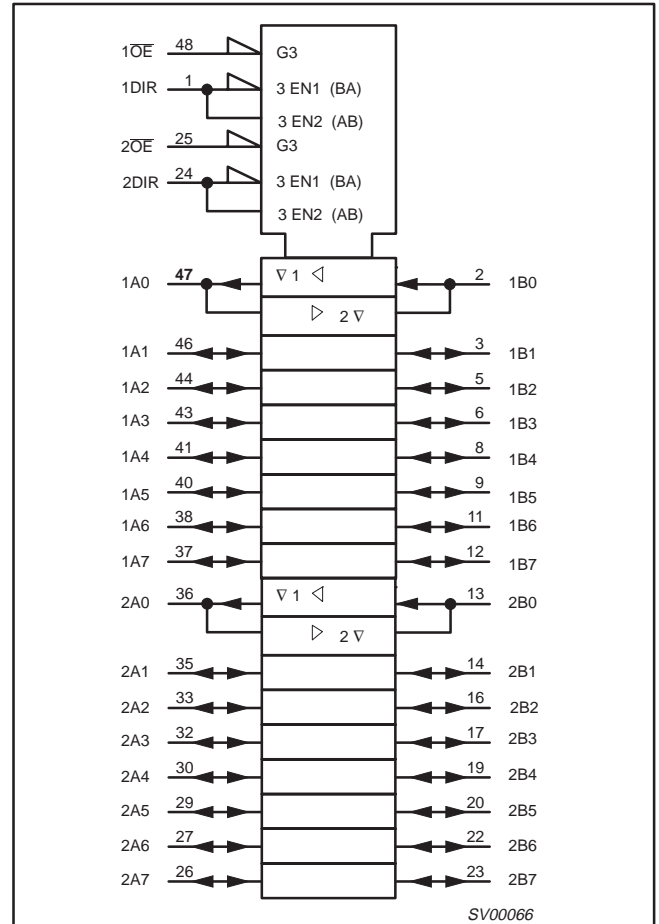 1O̅E̅ 48 G3
1DIR 1 3 EN1 (BA)
3 EN2 (AB)
2O̅E̅ 25 G3
2DIR 24 3 EN1 (BA)
3 EN2 (AB)
1A0 47 ∇ 1 ◁ 2 1B0
▷ 2 ∇
1A1 46 3 1B1
1A2 44 5 1B2
1A3 43 6 1B3
1A4 41 8 1B4
1A5 40 9 1B5
1A6 38 11 1B6
1A7 37 12 1B7
2A0 36 ∇ 1 ◁ 13 2B0
▷ 2 ∇
2A1 35 14 2B1
2A2 33 16 2B2
2A3 32 17 2B3
2A4 30 19 2B4
2A5 29 20 2B5
2A6 27 22 2B6
2A7 26 23 2B7
SV00066